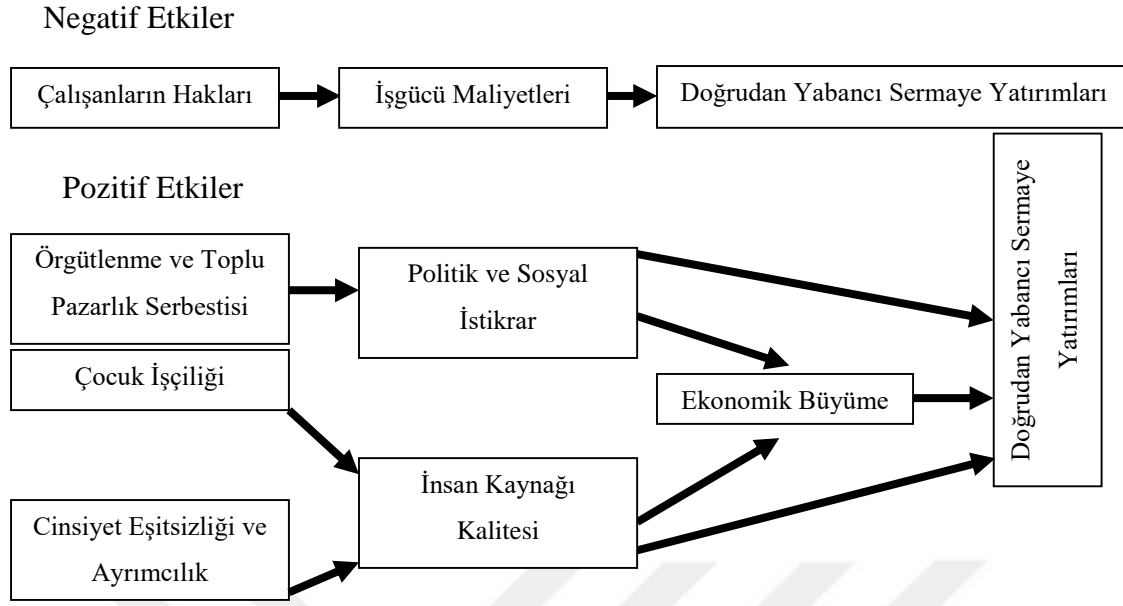 Negatif Etkiler
Çalışanların Hakları
İşgücü Maliyetleri
Doğrudan Yabancı Sermaye Yatırımları
Pozitif Etkiler
Örgütlenme ve Toplu
Pazarlık Serbestisi
Politik ve Sosyal
İstikrar
Doğrudan Yabancı Sermaye
Yatırımları
Çocuk İşçiliği
Ekonomik Büyüme
İnsan Kaynağı
Kalitesi
Cinsiyet Eşitsizliği ve
Ayrımcılık